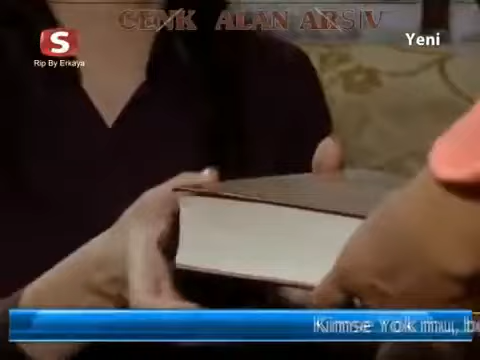 CENK ALAN ARŞİV
S
Yeni
Rip By Erkaya
Kimse Yok mu,